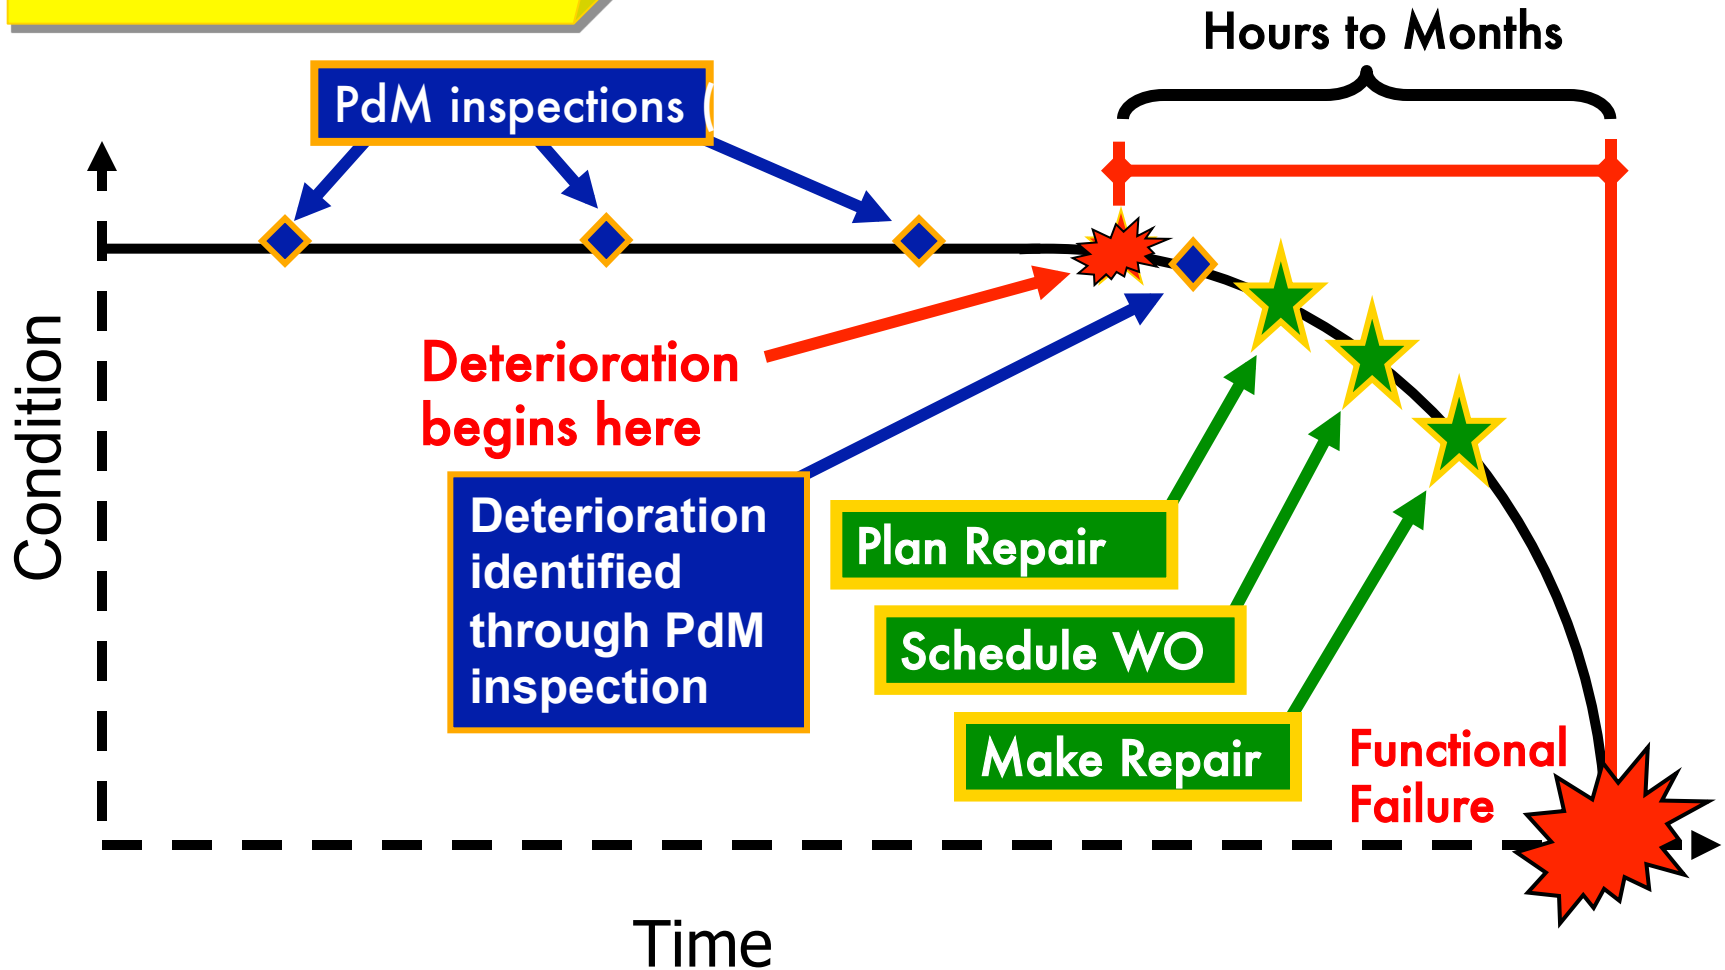 Hours to Months
PdM inspections (
Condition
Deterioration
begins here
Deterioration
identified
through PdM
inspection
Plan Repair
Schedule WO
Make Repair
Functional
Failure
Time